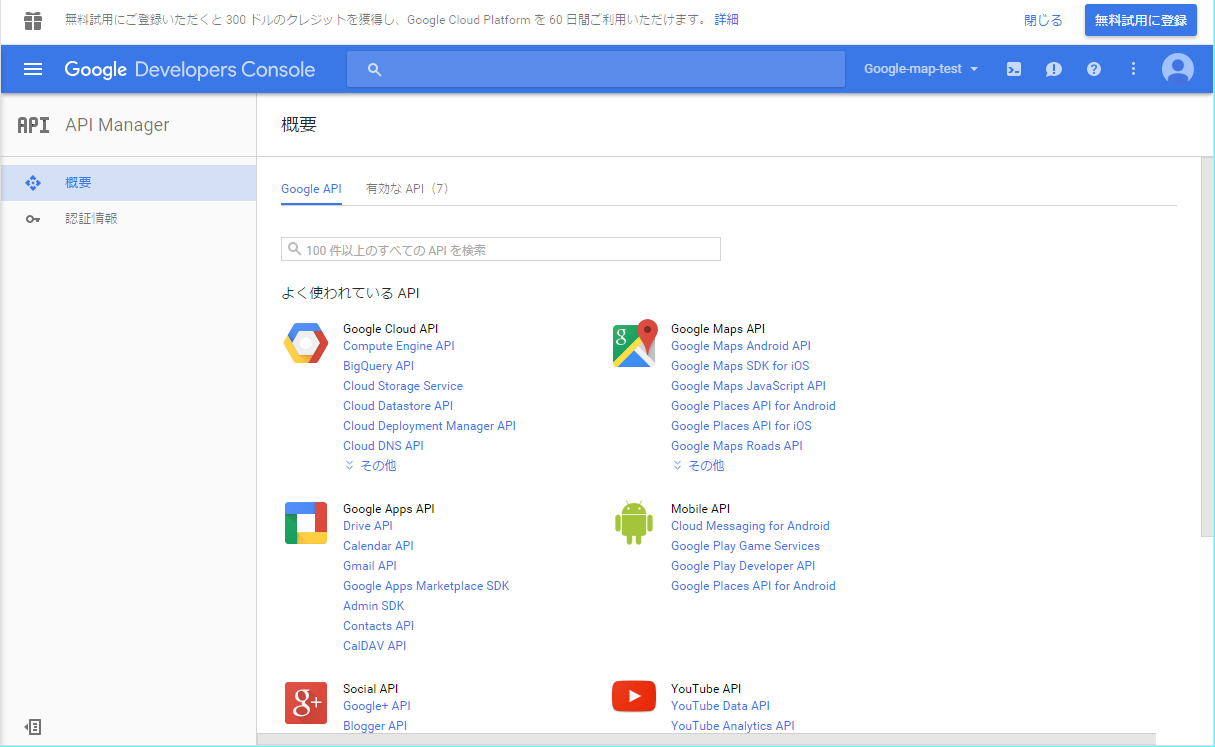 無料試用にご登録いただくと 300 ドルのクレジットを獲得し、Google Cloud Platform を 60 日間ご利用いただけます。 詳細
閉じる
無料試用に登録
Google Developers Console
Google-map-test
API API Manager
概要
概要
認証情報
Google API
有効な API（7）
100 件以上のすべての API を検索
よく使われている API
Google Cloud API
Compute Engine API
BigQuery API
Cloud Storage Service
Cloud Datastore API
Cloud Deployment Manager API
Cloud DNS API
その他
g
Google Maps API
Google Maps Android API
Google Maps SDK for iOS
Google Maps JavaScript API
Google Places API for Android
Google Places API for iOS
Google Maps Roads API
その他
Google Apps API
Drive API
Calendar API
Gmail API
Google Apps Marketplace SDK
Admin SDK
Contacts API
CalDAV API
Mobile API
Cloud Messaging for Android
Google Play Game Services
Google Play Developer API
Google Places API for Android
g+
Social API
Google+ API
Blogger API
YouTube API
YouTube Data API
YouTube Analytics API